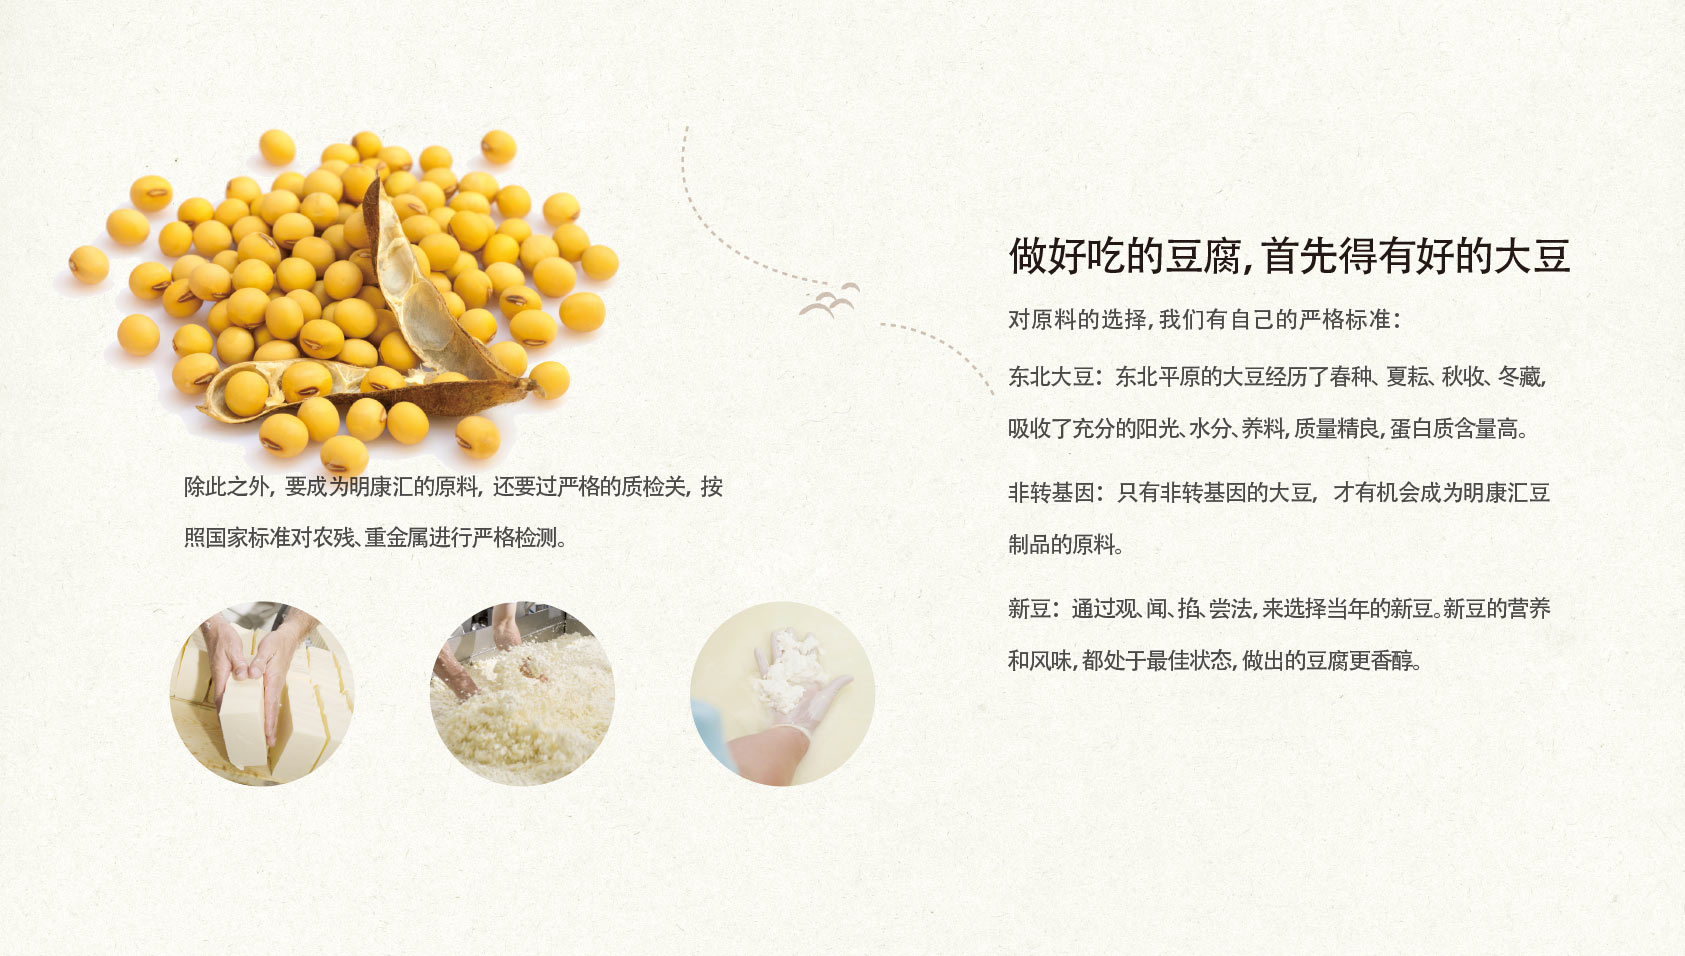 做好吃的豆腐,首先得有好的大豆
对原料的选择,我们有自己的严格标准：
东北大豆：东北平原的大豆经历了春种、夏耘、秋收、冬藏,
吸收了充分的阳光、水分、养料,质量精良,蛋白质含量高。
非转基因：只有非转基因的大豆,才有机会成为明康汇豆
制品的原料。
新豆：通过观、闻、掐、尝法,来选择当年的新豆。新豆的营养
和风味,都处于最佳状态,做出的豆腐更香醇。
除此之外,要成为明康汇的原料,还要过严格的质检关,按
照国家标准对农残、重金属进行严格检测。